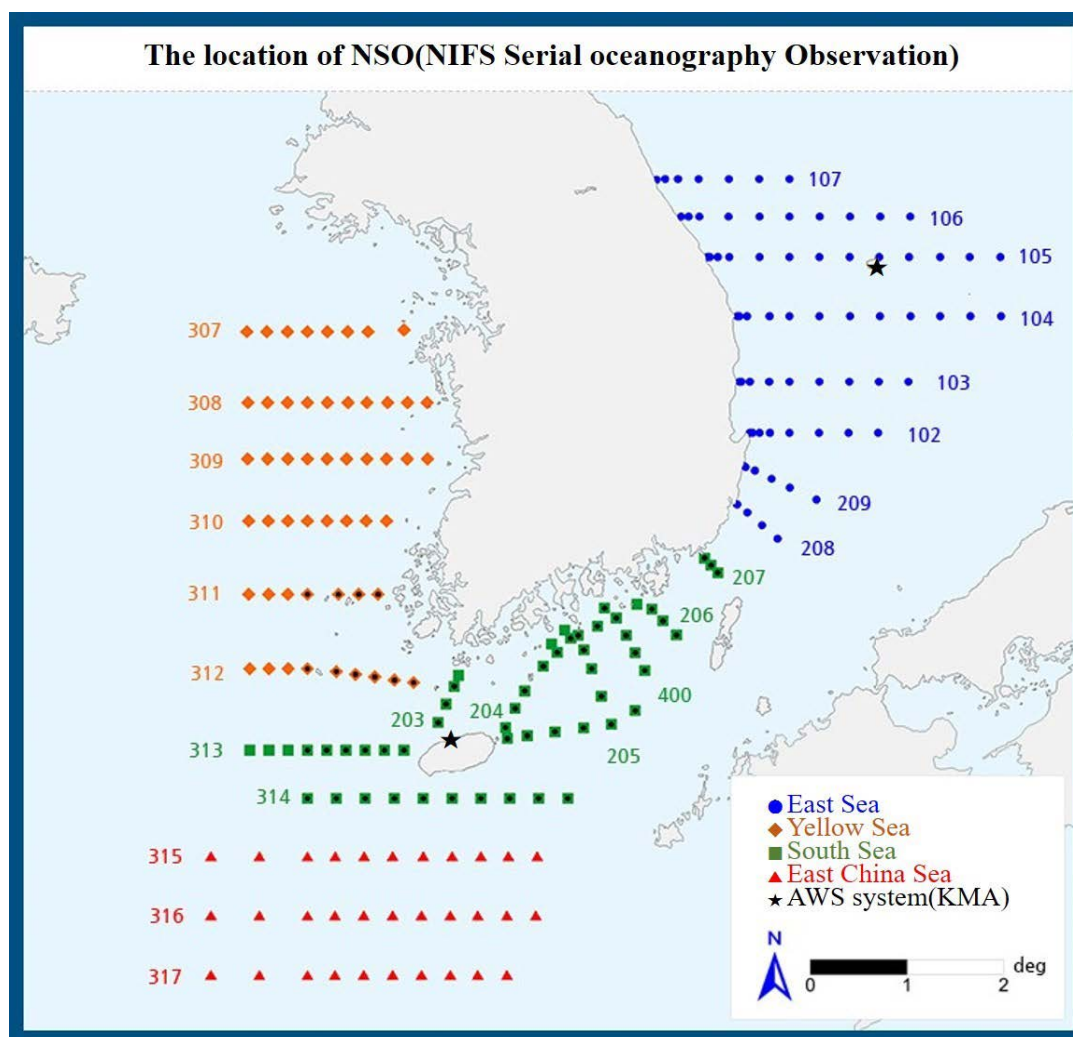 The location of NSO(NIFS Serial oceanography Observation)
107
106
105
104
103
102
209
208
207
206
400
205
204
203
307
308
309
310
311
312
313
314
315
316
317
East Sea
Yellow Sea
South Sea
East China Sea
AWS system(KMA)
N
deg
0 1 2